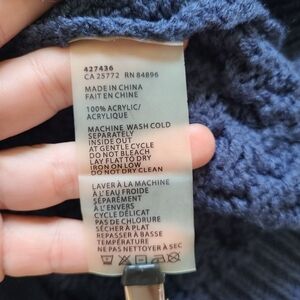 427436
CA 25772 RN 84896
MADE IN CHINA
FAIT EN CHINE
100% ACRYLIC/
ACRYLIQUE
MACHINE WASH COLD
SEPARATELY
INSIDE OUT
AT GENTLE CYCLE
DO NOT BLEACH
LAY FLAT TO DRY
IRON ON LOW
DO NOT DRY CLEAN
LAVER À LA MACHINE
À L'EAU FROIDE
SÉPARÉMENT
À L'ENVERS
CYCLE DÉLICAT
PAS DE CHLORURE
SÉCHER À PLAT
REPASSER À BASSE
TEMPÉRATURE
NE PAS NETTOYER À SEC